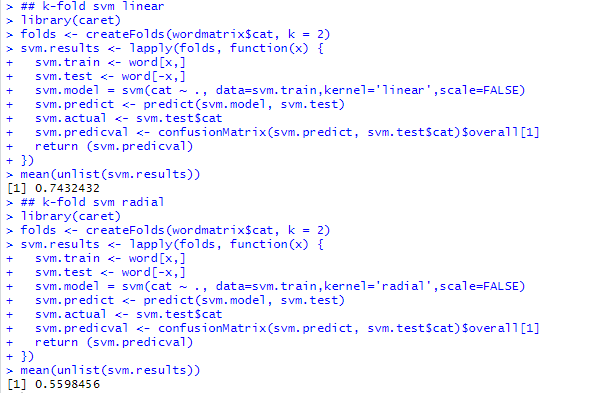 > ## k-fold svm linear
> library(caret)
> folds <- createFolds(wordmatrix$cat, k = 2)
> svm.results <- lapply(folds, function(x) {
+   svm.train <- word[x,]
+   svm.test <- word[-x,]
+   svm.model = svm(cat ~ ., data=svm.train,kernel='linear',scale=FALSE)
+   svm.predict <- predict(svm.model, svm.test)
+   svm.actual <- svm.test$cat
+   svm.predicval <- confusionMatrix(svm.predict, svm.test$cat)$overall[1]
+   return (svm.predicval)
+ })
> mean(unlist(svm.results))
[1] 0.7432432
> ## k-fold svm radial
> library(caret)
> folds <- createFolds(wordmatrix$cat, k = 2)
> svm.results <- lapply(folds, function(x) {
+   svm.train <- word[x,]
+   svm.test <- word[-x,]
+   svm.model = svm(cat ~ ., data=svm.train,kernel='radial',scale=FALSE)
+   svm.predict <- predict(svm.model, svm.test)
+   svm.actual <- svm.test$cat
+   svm.predicval <- confusionMatrix(svm.predict, svm.test$cat)$overall[1]
+   return (svm.predicval)
+ })
> mean(unlist(svm.results))
[1] 0.5598456